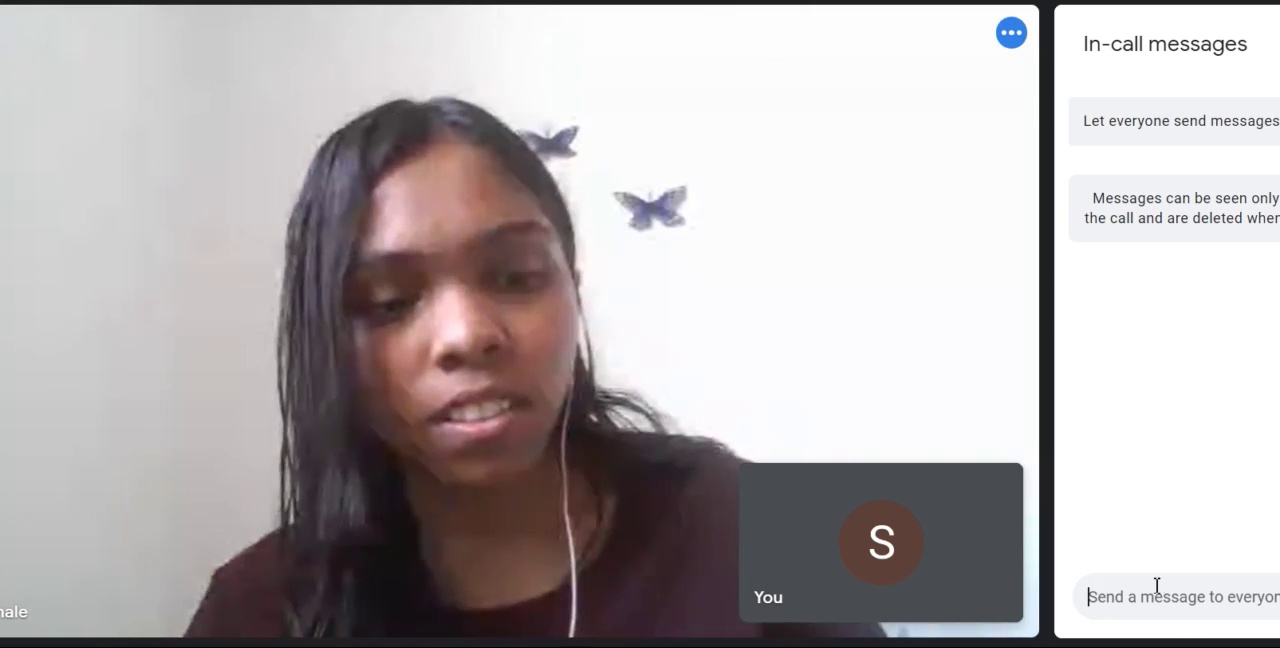 In-call messages
Let everyone send messages
Messages can be seen only
the call and are deleted when
S
You
Send a message to everyon